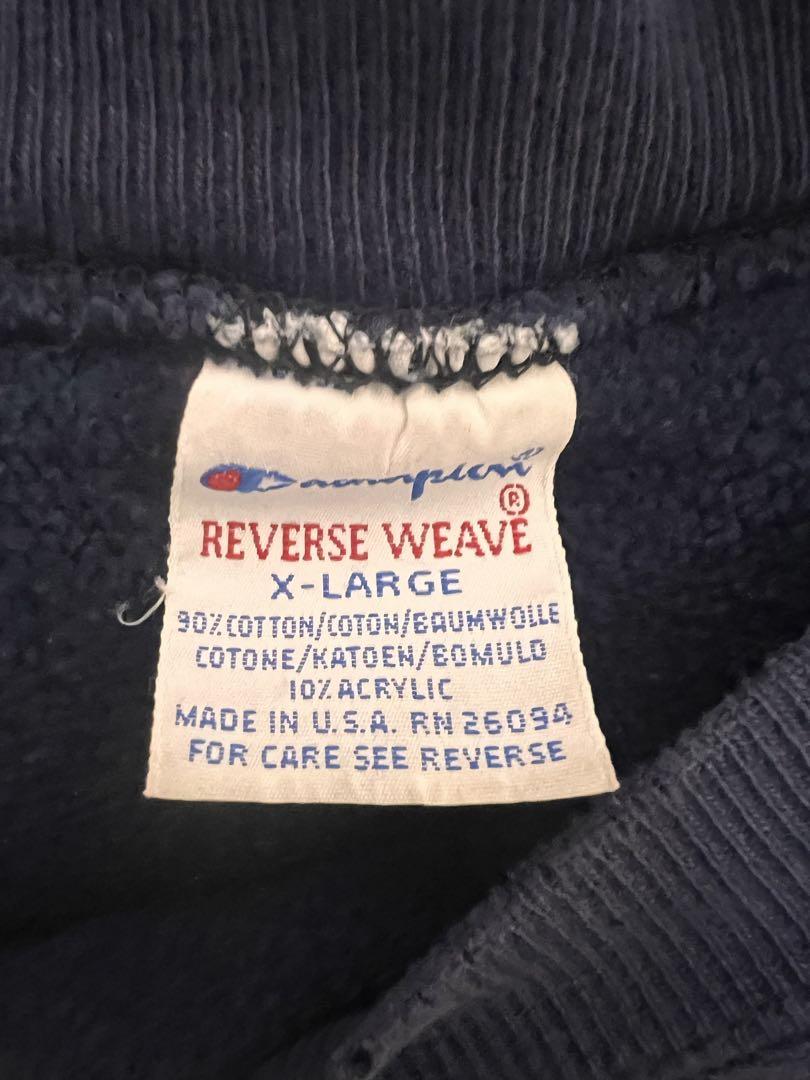 Champion
®
REVERSE WEAVE
X-LARGE
90% COTTON/COTON/BAUMWOLLE
COTONE/KATOEN/BOMULD
10% ACRYLIC
MADE IN U.S.A. RN 26094
FOR CARE SEE REVERSE